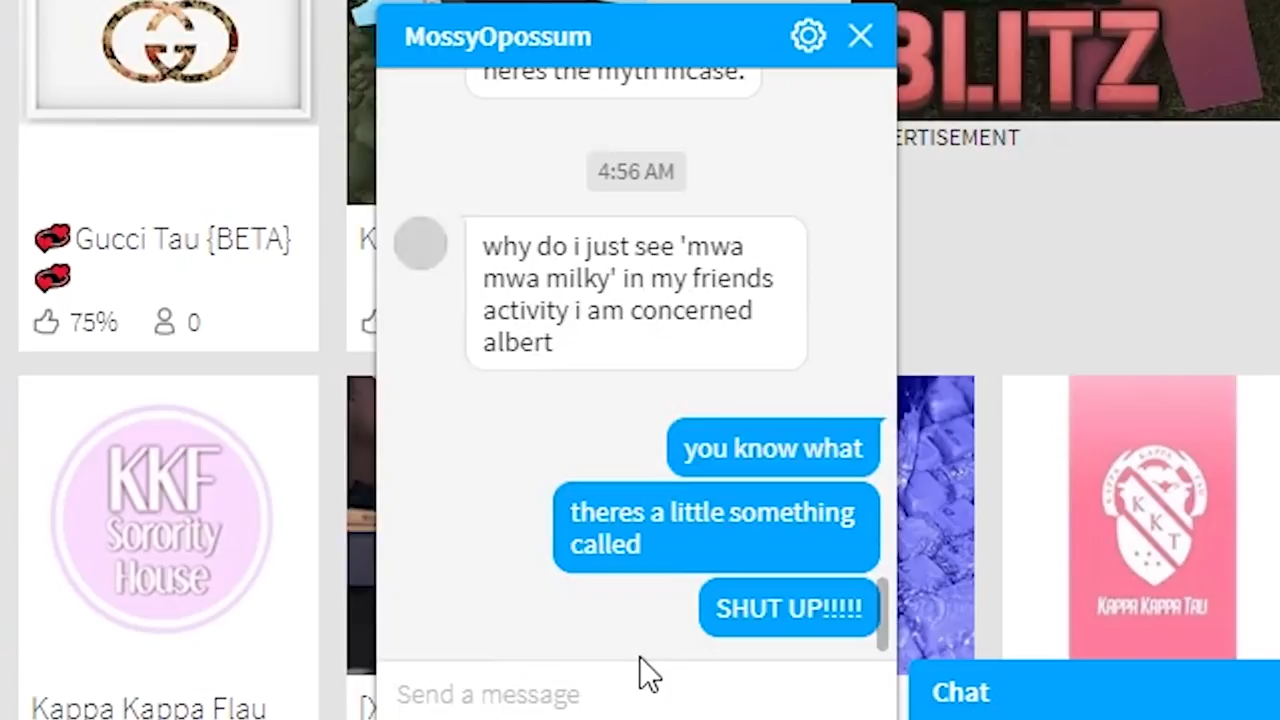 MossyOpossum
heres the myth incase.
BLITZ
ERTISEMENT
4:56 AM
Gucci Tau {BETA}
75%
0
why do i just see 'mwa
mwa milky' in my friends
activity i am concerned
albert
you know what
theres a little something
called
SHUT UP!!!!!
KKF
Sorority
House
KAPPA KAPPA TAU
Send a message
Chat
Kappa Kappa Flau